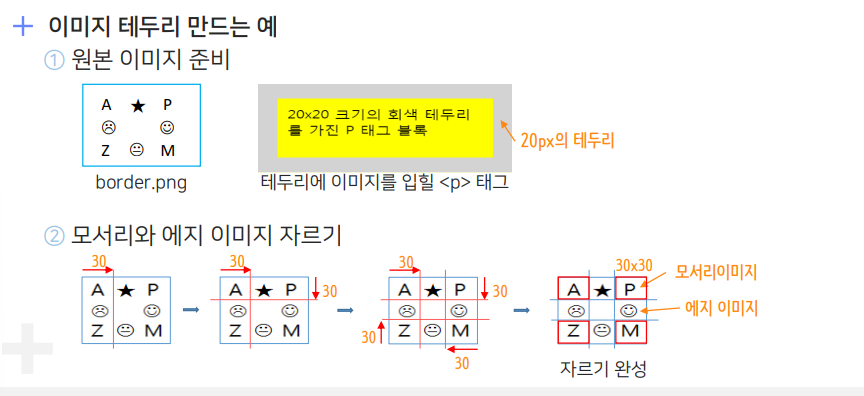 + 이미지 테두리 만드는 예
① 원본 이미지 준비
A ★ P
☹ ☺
Z 😐 M
border.png
20x20 크기의 회색 테두리
를 가진 P 태그 블록
20px의 테두리
테두리에 이미지를 입힐 <p> 태그
② 모서리와 에지 이미지 자르기
30
A ★ P
☹ ☺
Z 😐 M
30
30
A ★ P
☹ ☺
Z 😐 M
30
30
30
30
A ★ P
☹ ☺
Z 😐 M
30x30
모서리이미지
에지 이미지
A ★ P
☹ ☺
Z 😐 M
자르기 완성